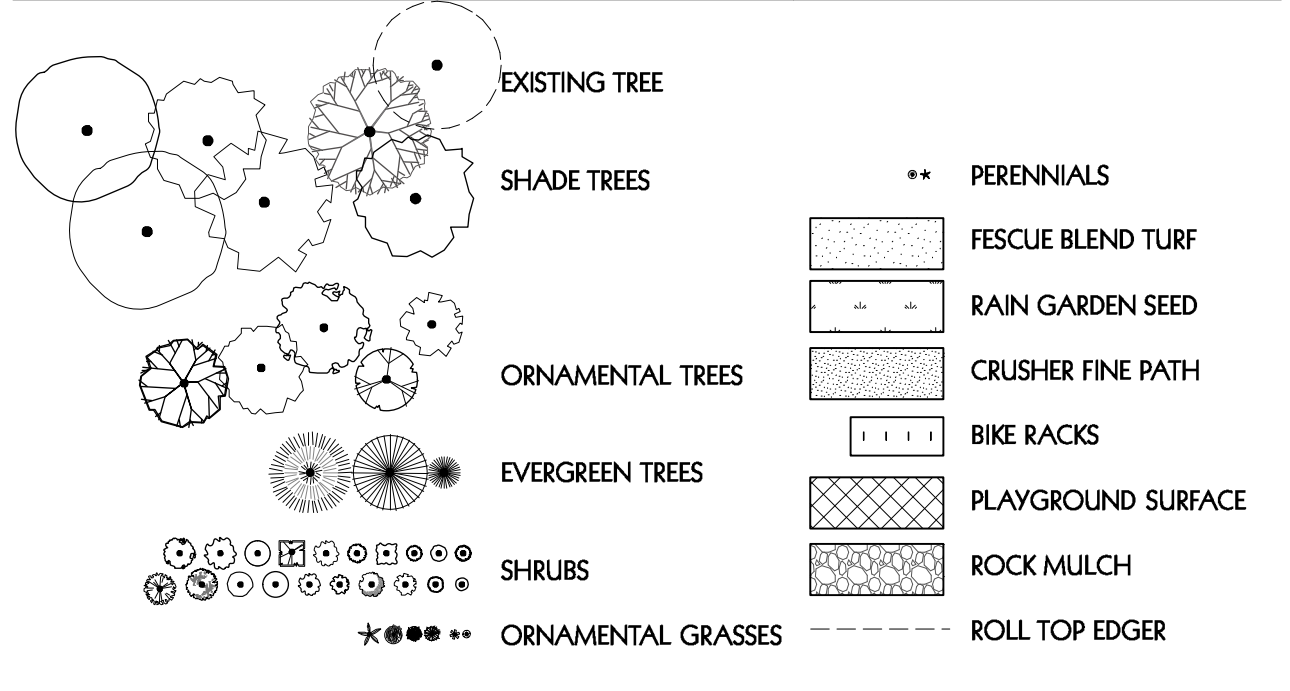 EXISTING TREE
SHADE TREES
ORNAMENTAL TREES
EVERGREEN TREES
SHRUBS
ORNAMENTAL GRASSES
PERENNIALS
FESCUE BLEND TURF
RAIN GARDEN SEED
CRUSHER FINE PATH
BIKE RACKS
PLAYGROUND SURFACE
ROCK MULCH
ROLL TOP EDGER